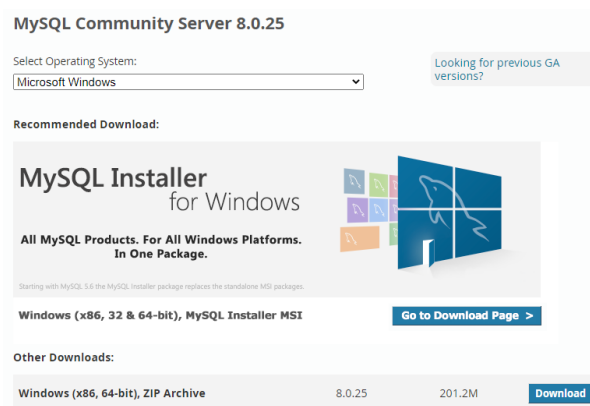 MySQL Community Server 8.0.25
Select Operating System:
Looking for previous GA
versions?
Microsoft Windows
Recommended Download:
MySQL Installer
for Windows
All MySQL Products. For All Windows Platforms.
In One Package.
Starting with MySQL 5.6 the MySQL Installer package replaces the standalone MSI packages.
Windows (x86, 32 & 64-bit), MySQL Installer MSI
Go to Download Page >
Other Downloads:
Windows (x86, 64-bit), ZIP Archive 8.0.25 201.2M Download